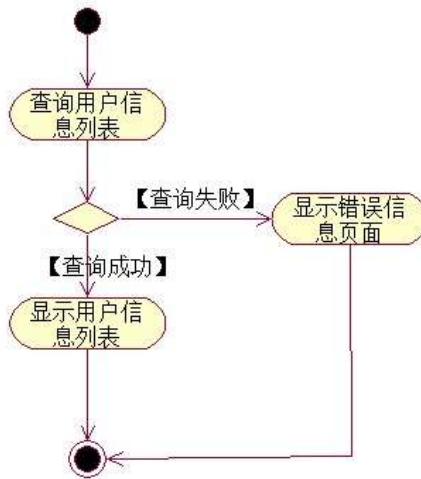 查询用户信
息列表
【查询失败】
显示错误信
息页面
【查询成功】
显示用户信
息列表